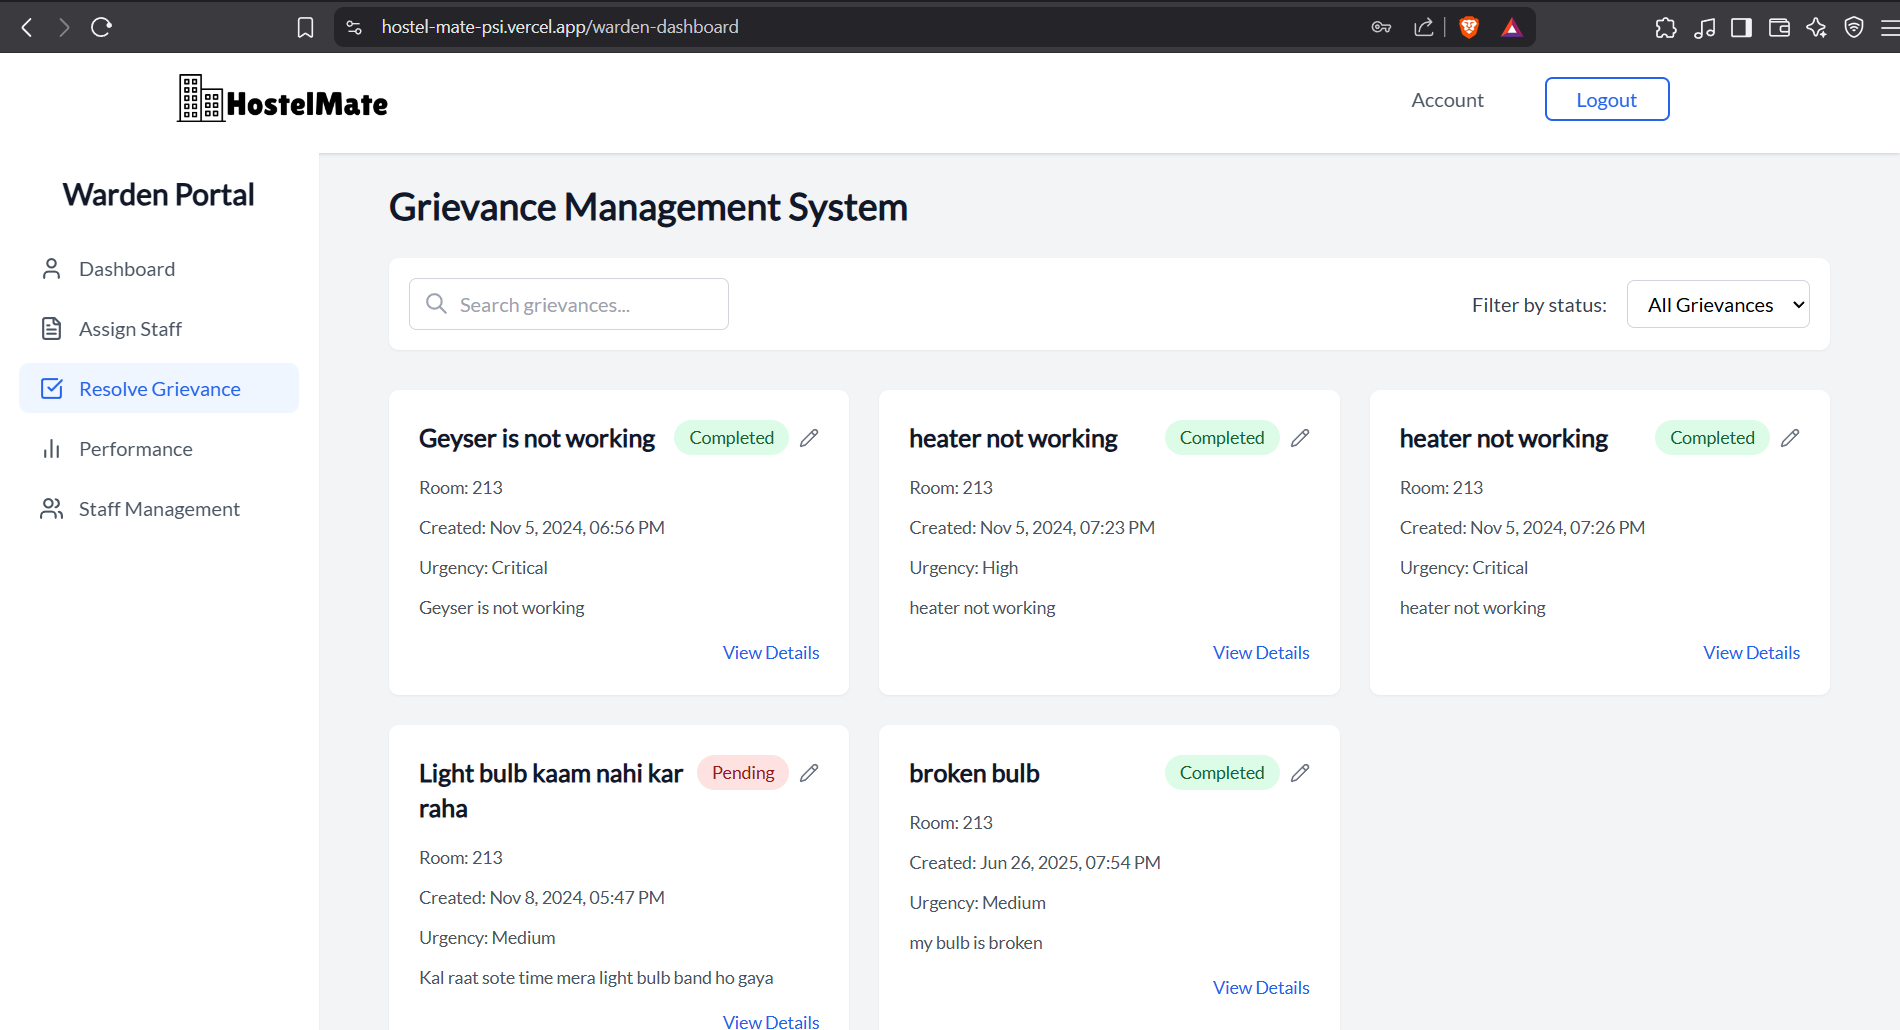 hostel-mate-psi.vercel.app/warden-dashboard
HostelMate
Account
Logout
Warden Portal
Dashboard
Assign Staff
Resolve Grievance
Performance
Staff Management
Grievance Management System
Search grievances...
Filter by status:
All Grievances
Geyser is not working
Completed
Room: 213
Created: Nov 5, 2024, 06:56 PM
Urgency: Critical
Geyser is not working
View Details
heater not working
Completed
Room: 213
Created: Nov 5, 2024, 07:23 PM
Urgency: High
heater not working
View Details
heater not working
Completed
Room: 213
Created: Nov 5, 2024, 07:26 PM
Urgency: Critical
heater not working
View Details
Light bulb kaam nahi kar
raha
Pending
Room: 213
Created: Nov 8, 2024, 05:47 PM
Urgency: Medium
Kal raat sote time mera light bulb band ho gaya
View Details
broken bulb
Completed
Room: 213
Created: Jun 26, 2025, 07:54 PM
Urgency: Medium
my bulb is broken
View Details